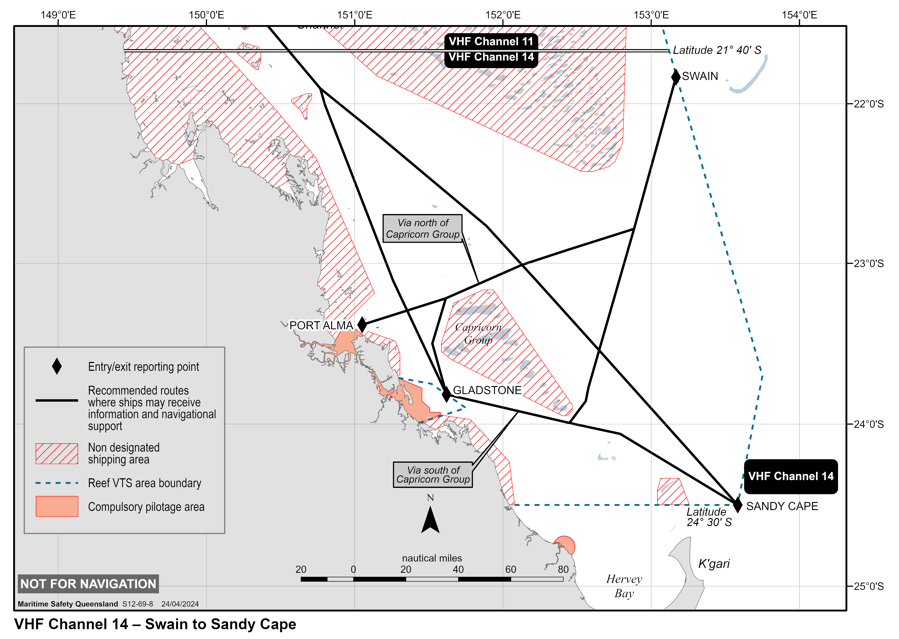 149°0'E
150°0'E
151°0'E
152°0'E
153°0'E
154°0'E
Channel
VHF Channel 11
VHF Channel 14
Latitude 21° 40' S
SWAIN
22°0'S
Via north of
Capricorn Group
23°0'S
PORT ALMA
Capricorn
Group
GLADSTONE
Entry/exit reporting point
Recommended routes
where ships may receive
information and navigational
support
Non designated
shipping area
Reef VTS area boundary
Compulsory pilotage area
24°0'S
Via south of
Capricorn Group
VHF Channel 14
SANDY CAPE
Latitude
24° 30' S
N
nautical miles
20 0 20 40 60 80
K'gari
Hervey
Bay
25°0'S
NOT FOR NAVIGATION
Maritime Safety Queensland S12-69-8 24/04/2024
VHF Channel 14 – Swain to Sandy Cape